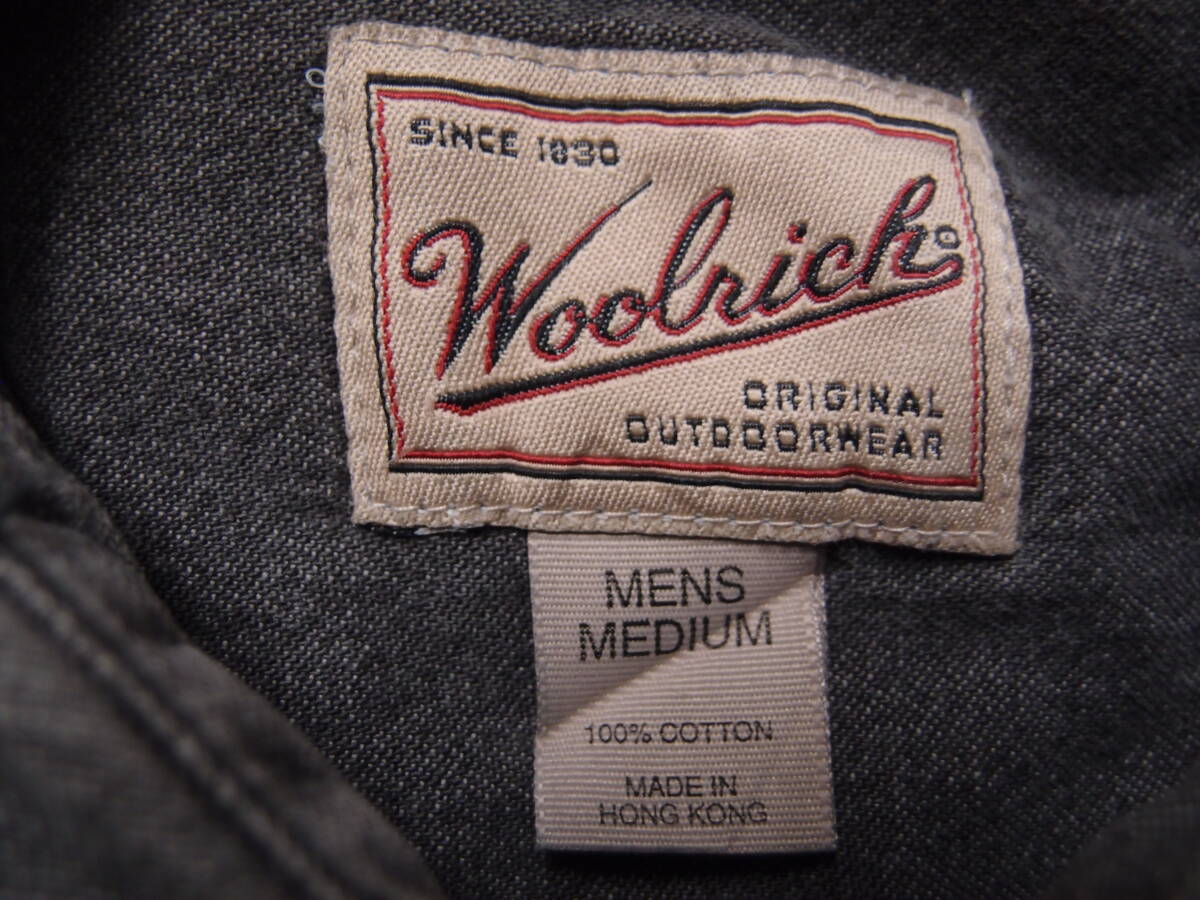 SINCE 1830
Woolrich®
ORIGINAL
OUTDOORWEAR
MENS
MEDIUM
100% COTTON
MADE IN
HONG KONG